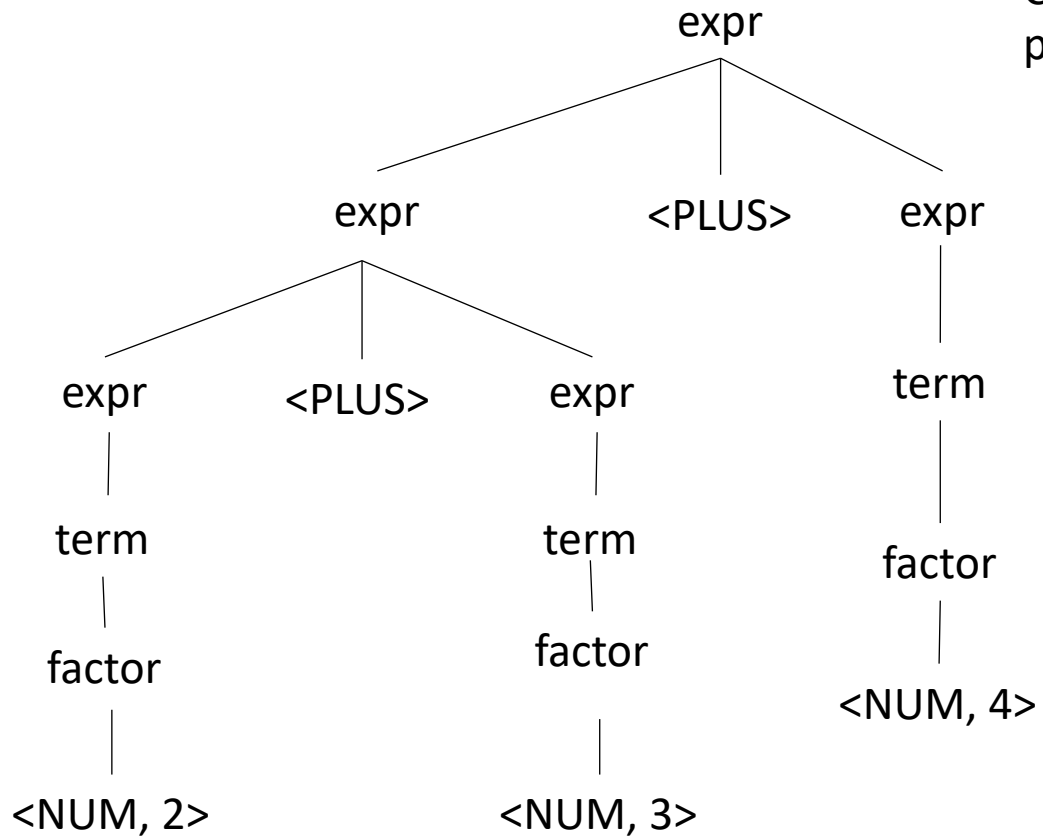 expr
expr <PLUS> expr
expr <PLUS> expr term
term term factor
factor factor <NUM, 4>
<NUM, 2> <NUM, 3>